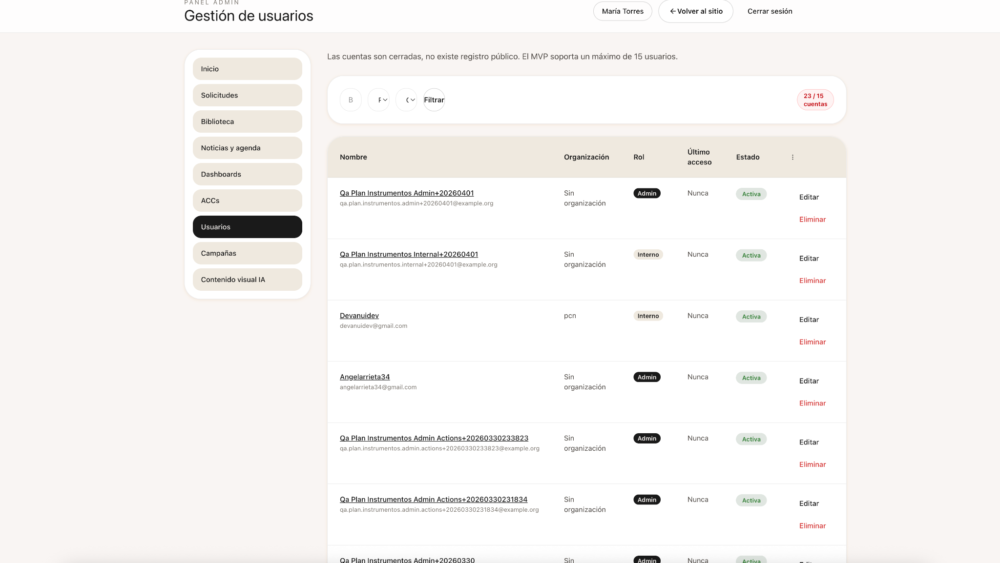 PANEL ADMIN
Gestión de usuarios
María Torres
←Volver al sitio
Cerrar sesión
Inicio
Solicitudes
Biblioteca
Noticias y agenda
Dashboards
ACCs
Usuarios
Campañas
Contenido visual IA
Las cuentas son cerradas, no existe registro público. El MVP soporta un máximo de 15 usuarios.
B
Filtrar
23 / 15
cuentas
Nombre
Organización
Rol
Último
acceso
Estado
⋮
Qa Plan Instrumentos Admin+20260401
qa.plan.instrumentos.admin+20260401@example.org
Sin
organización
Admin
Nunca
Activa
Editar
Eliminar
Qa Plan Instrumentos Internal+20260401
qa.plan.instrumentos.internal+20260401@example.org
Sin
organización
Interno
Nunca
Activa
Editar
Eliminar
Devanuidev
devanuidev@gmail.com
pcn
Interno
Nunca
Activa
Editar
Eliminar
Angelarrieta34
angelarrieta34@gmail.com
Sin
organización
Admin
Nunca
Activa
Editar
Eliminar
Qa Plan Instrumentos Admin Actions+20260330233823
qa.plan.instrumentos.admin.actions+20260330233823@example.org
Sin
organización
Admin
Nunca
Activa
Editar
Eliminar
Qa Plan Instrumentos Admin Actions+20260330231834
qa.plan.instrumentos.admin.actions+20260330231834@example.org
Sin
organización
Admin
Nunca
Activa
Editar
Eliminar
Qa Plan Instrumentos Admin+20260330
Sin
Admin
Nunca
Activa